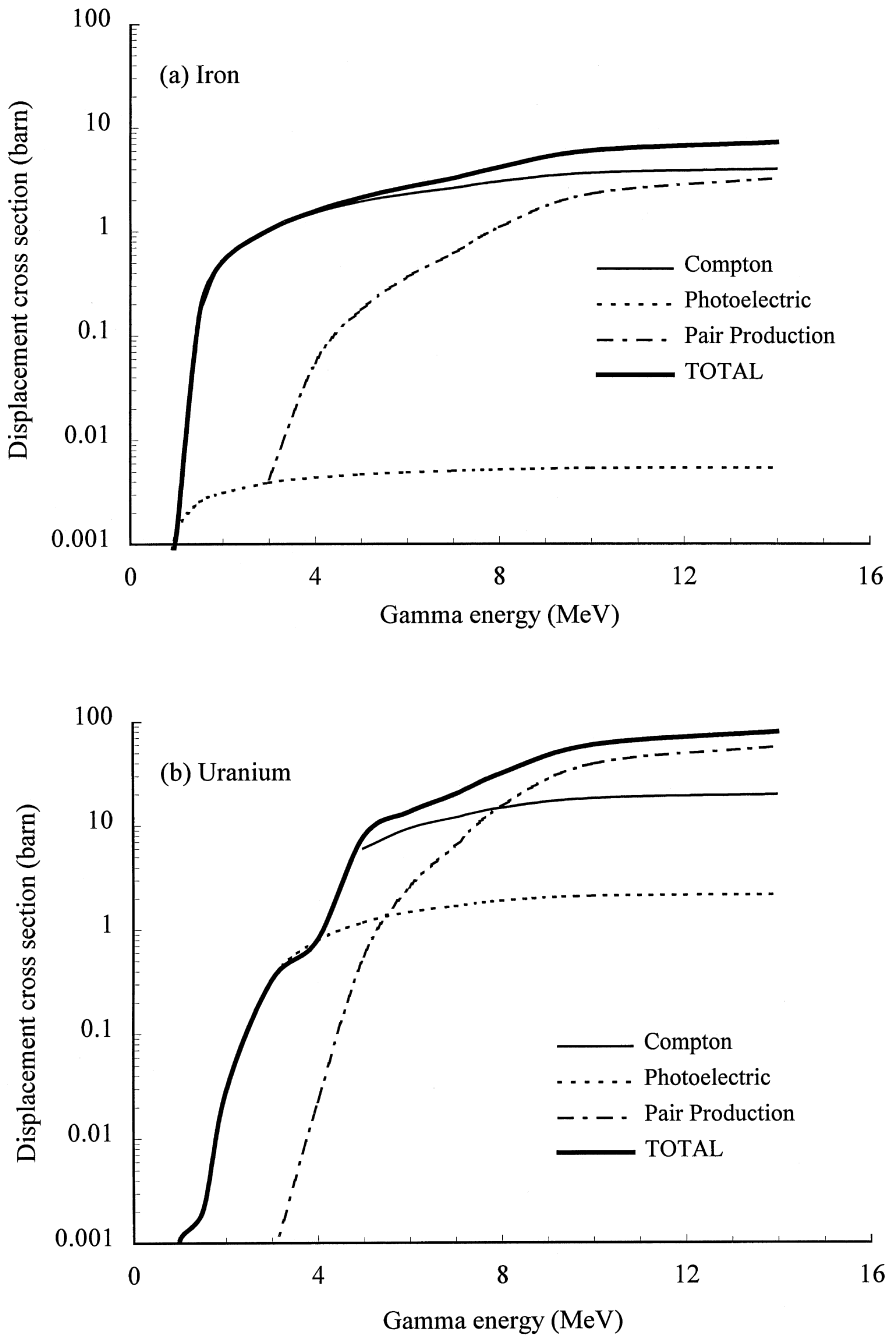 100
(a) Iron
10
1
0.1
0.01
0.001
Displacement cross section (barn)
Compton
Photoelectric
Pair Production
TOTAL
0 4 8 12 16
Gamma energy (MeV)
100
(b) Uranium
10
1
0.1
0.01
0.001
Displacement cross section (barn)
Compton
Photoelectric
Pair Production
TOTAL
0 4 8 12 16
Gamma energy (MeV)